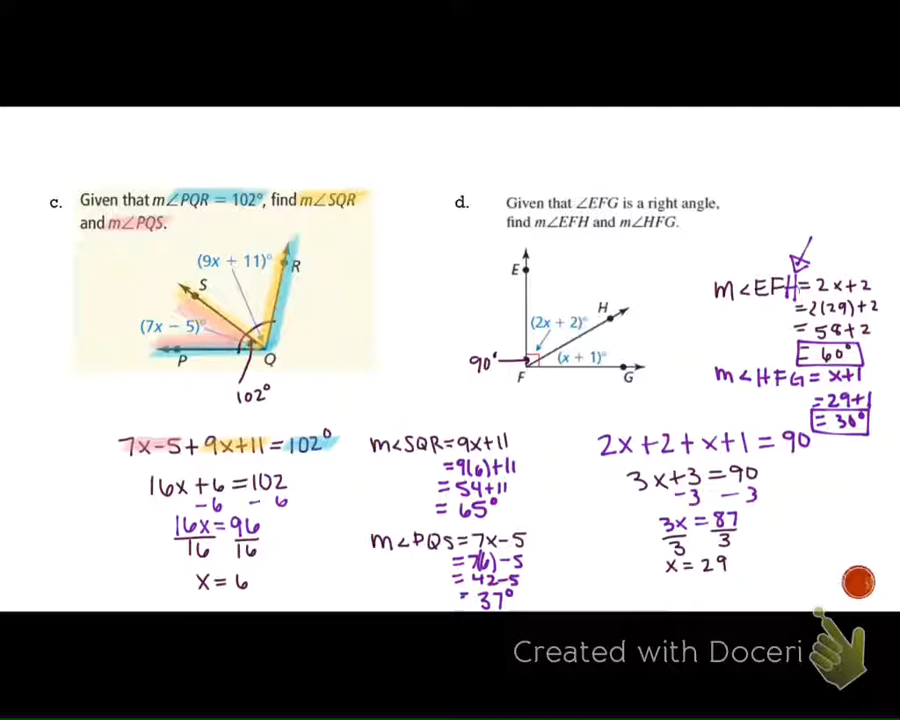 c. Given that m∠PQR = 102°, find m∠SQR
and m∠PQS.
(9x + 11)°
R
S
(7x − 5)°
P
Q
102°
7x-5+9x+11=102°
16x+6=102
-6 -6
16x=96
16 16
x=6
m∠SQR=9x+11
=9(6)+11
=54+11
=65°
m∠PQS=7x-5
=7(6)-5
=42-5
=37°
d. Given that ∠EFG is a right angle,
find m∠EFH and m∠HFG.
E
H
(2x + 2)°
90°
(x + 1)°
F
G
m∠EFH=2x+2
=2(29)+2
=58+2
=60°
m∠HFG=x+1
=29+1
=30°
2x+2+x+1=90
3x+3=90
-3 -3
3x=87
3 3
x=29
Created with Doceri